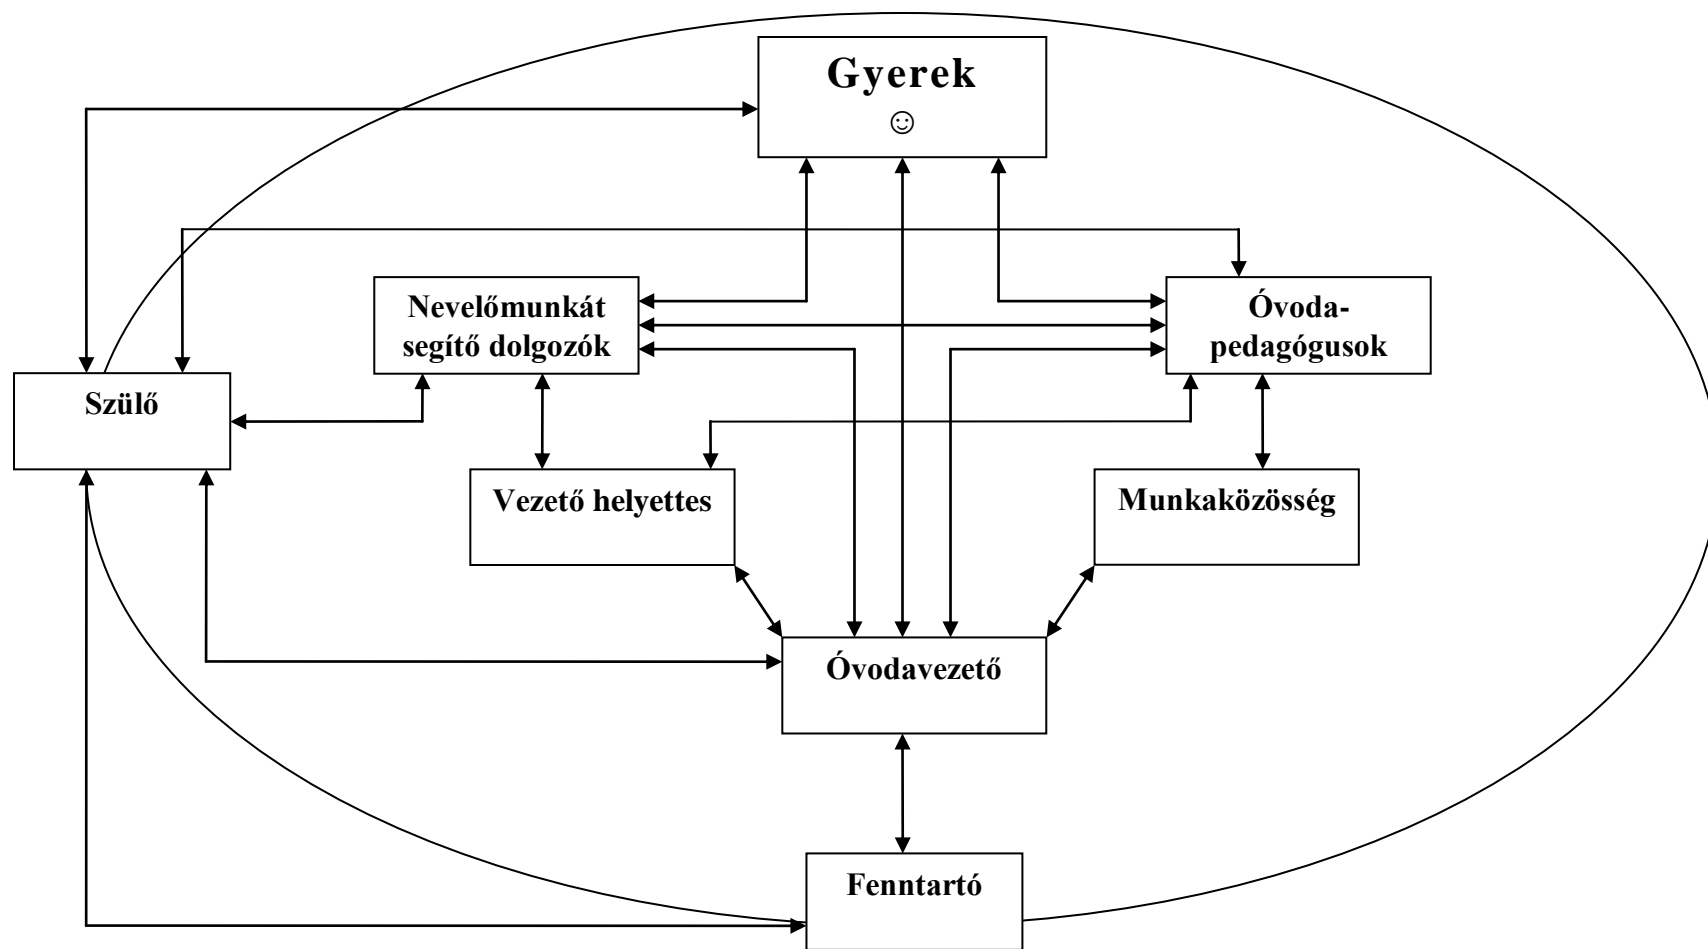 Gyerek
☺
Nevelőmunkát
segítő dolgozók
Óvoda-
pedagógusok
Szülő
Vezető helyettes
Munkaközösség
Óvodavezető
Fenntartó